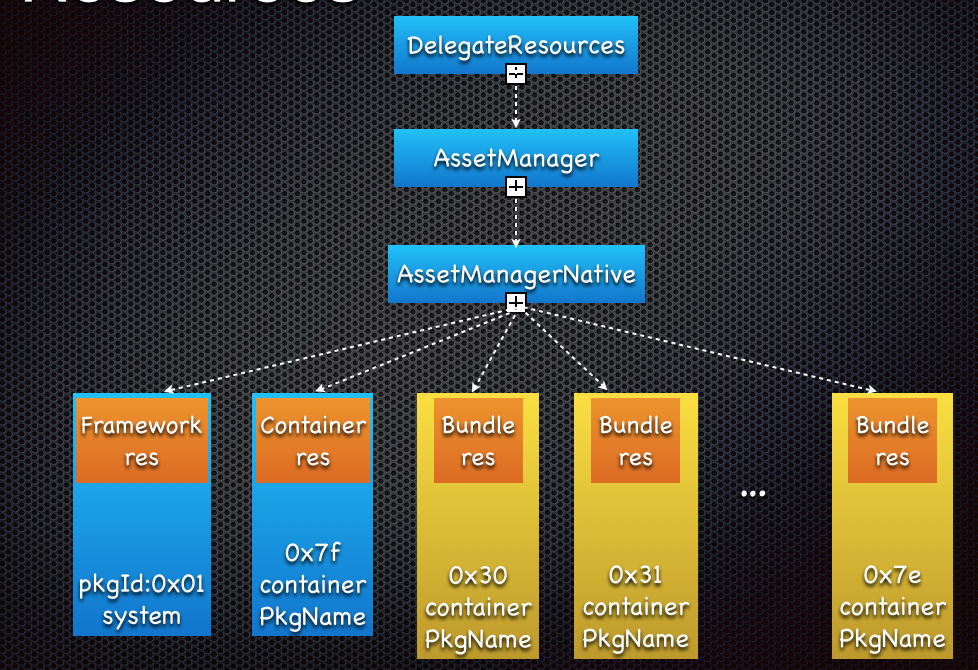 DelegateResources
AssetManager
AssetManagerNative
Framework
res
pkgId:0x01
system
Container
res
0x7f
container
PkgName
Bundle
res
0x30
container
PkgName
Bundle
res
0x31
container
PkgName
...
Bundle
res
0x7e
container
PkgName